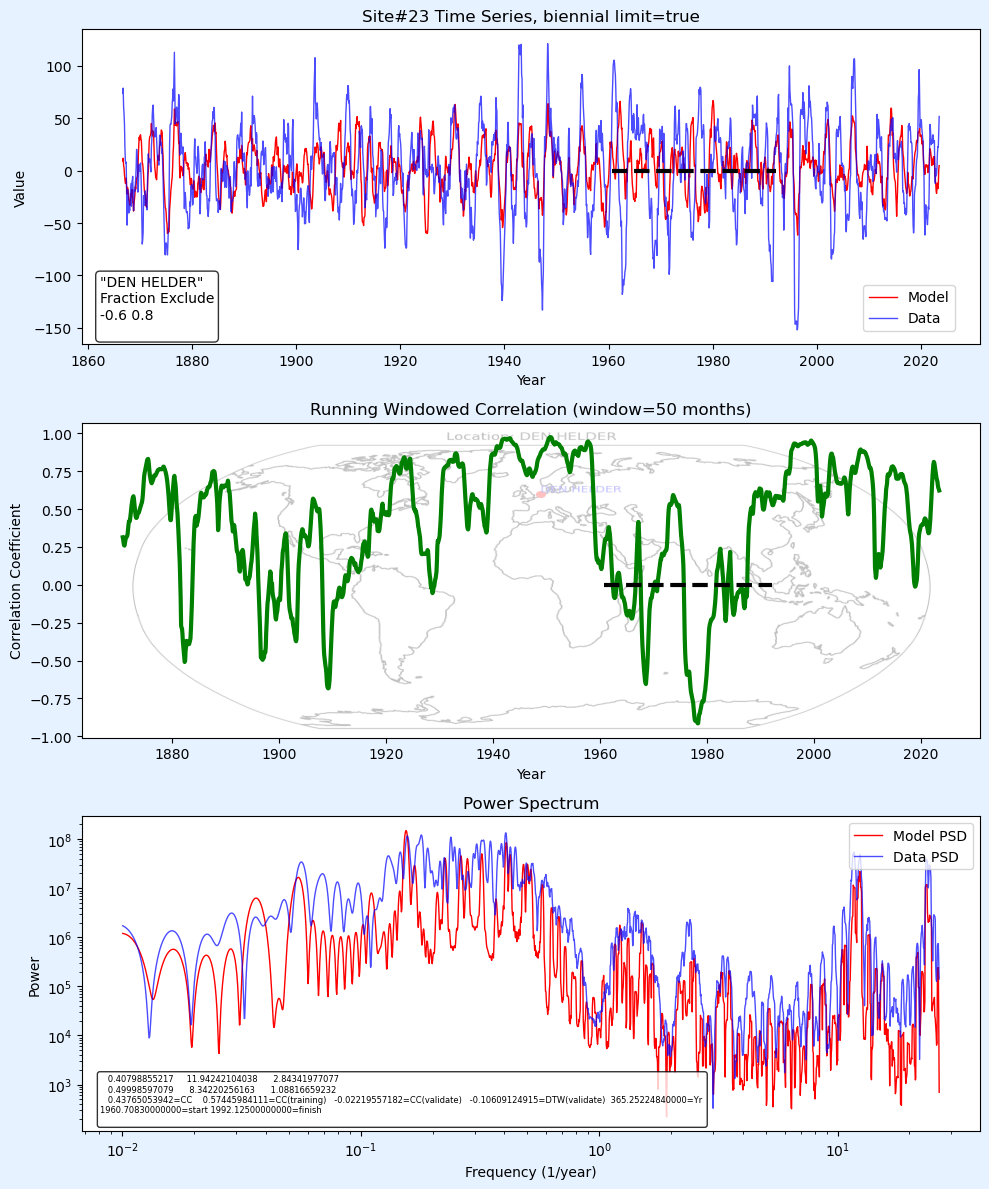 Site#23 Time Series, biennial limit=true
Value
100
50
0
−50
−100
−150
"DEN HELDER"
Fraction Exclude
-0.6 0.8
Model
Data
1860 1880 1900 1920 1940 1960 1980 2000 2020
Year
Running Windowed Correlation (window=50 months)
Correlation Coefficient
1.00
0.75
0.50
0.25
0.00
−0.25
−0.50
−0.75
−1.00
Location: DEN HELDER
DEN HELDER
1880 1900 1920 1940 1960 1980 2000 2020
Year
Power Spectrum
Power
10^8
10^7
10^6
10^5
10^4
10^3
Model PSD
Data PSD
0.40798855217 11.94242104038 2.84341977077
0.49998597079 8.34220256163 1.08816659232
0.43765053942=CC 0.57445984111=CC(training) -0.02219557182=CC(validate) -0.10609124915=DTW(validate) 365.25224840000=Yr
1960.70830000000=start 1992.12500000000=finish
10^−2 10^−1 10^0 10^1
Frequency (1/year)